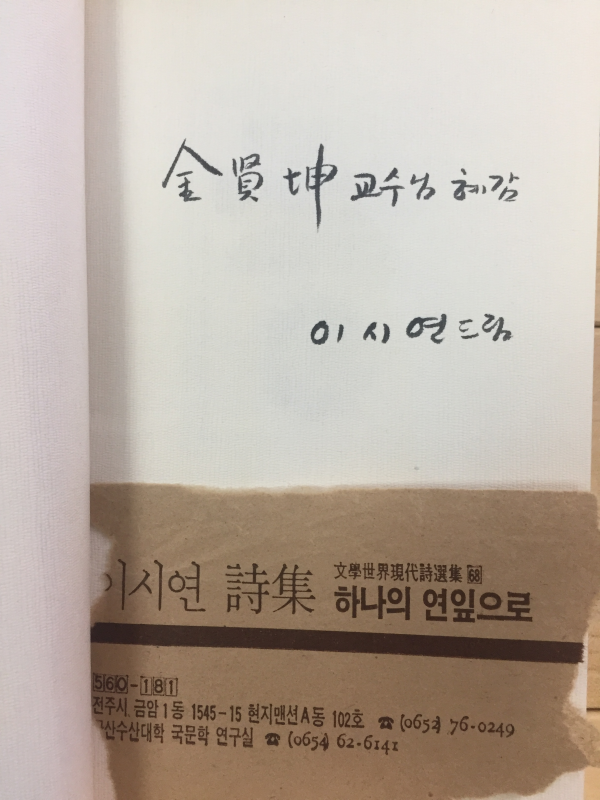 金賢坤 교수님 혜감
이시연 드림
이시연 詩集 文學世界現代詩選集 68
하나의 연잎으로
560-181
전주시. 금암1동 1545-15 현지맨션A동 102호 ☎ (0652) 76-0249
군산수산대학 국문학 연구실 ☎ (0654) 62-6141